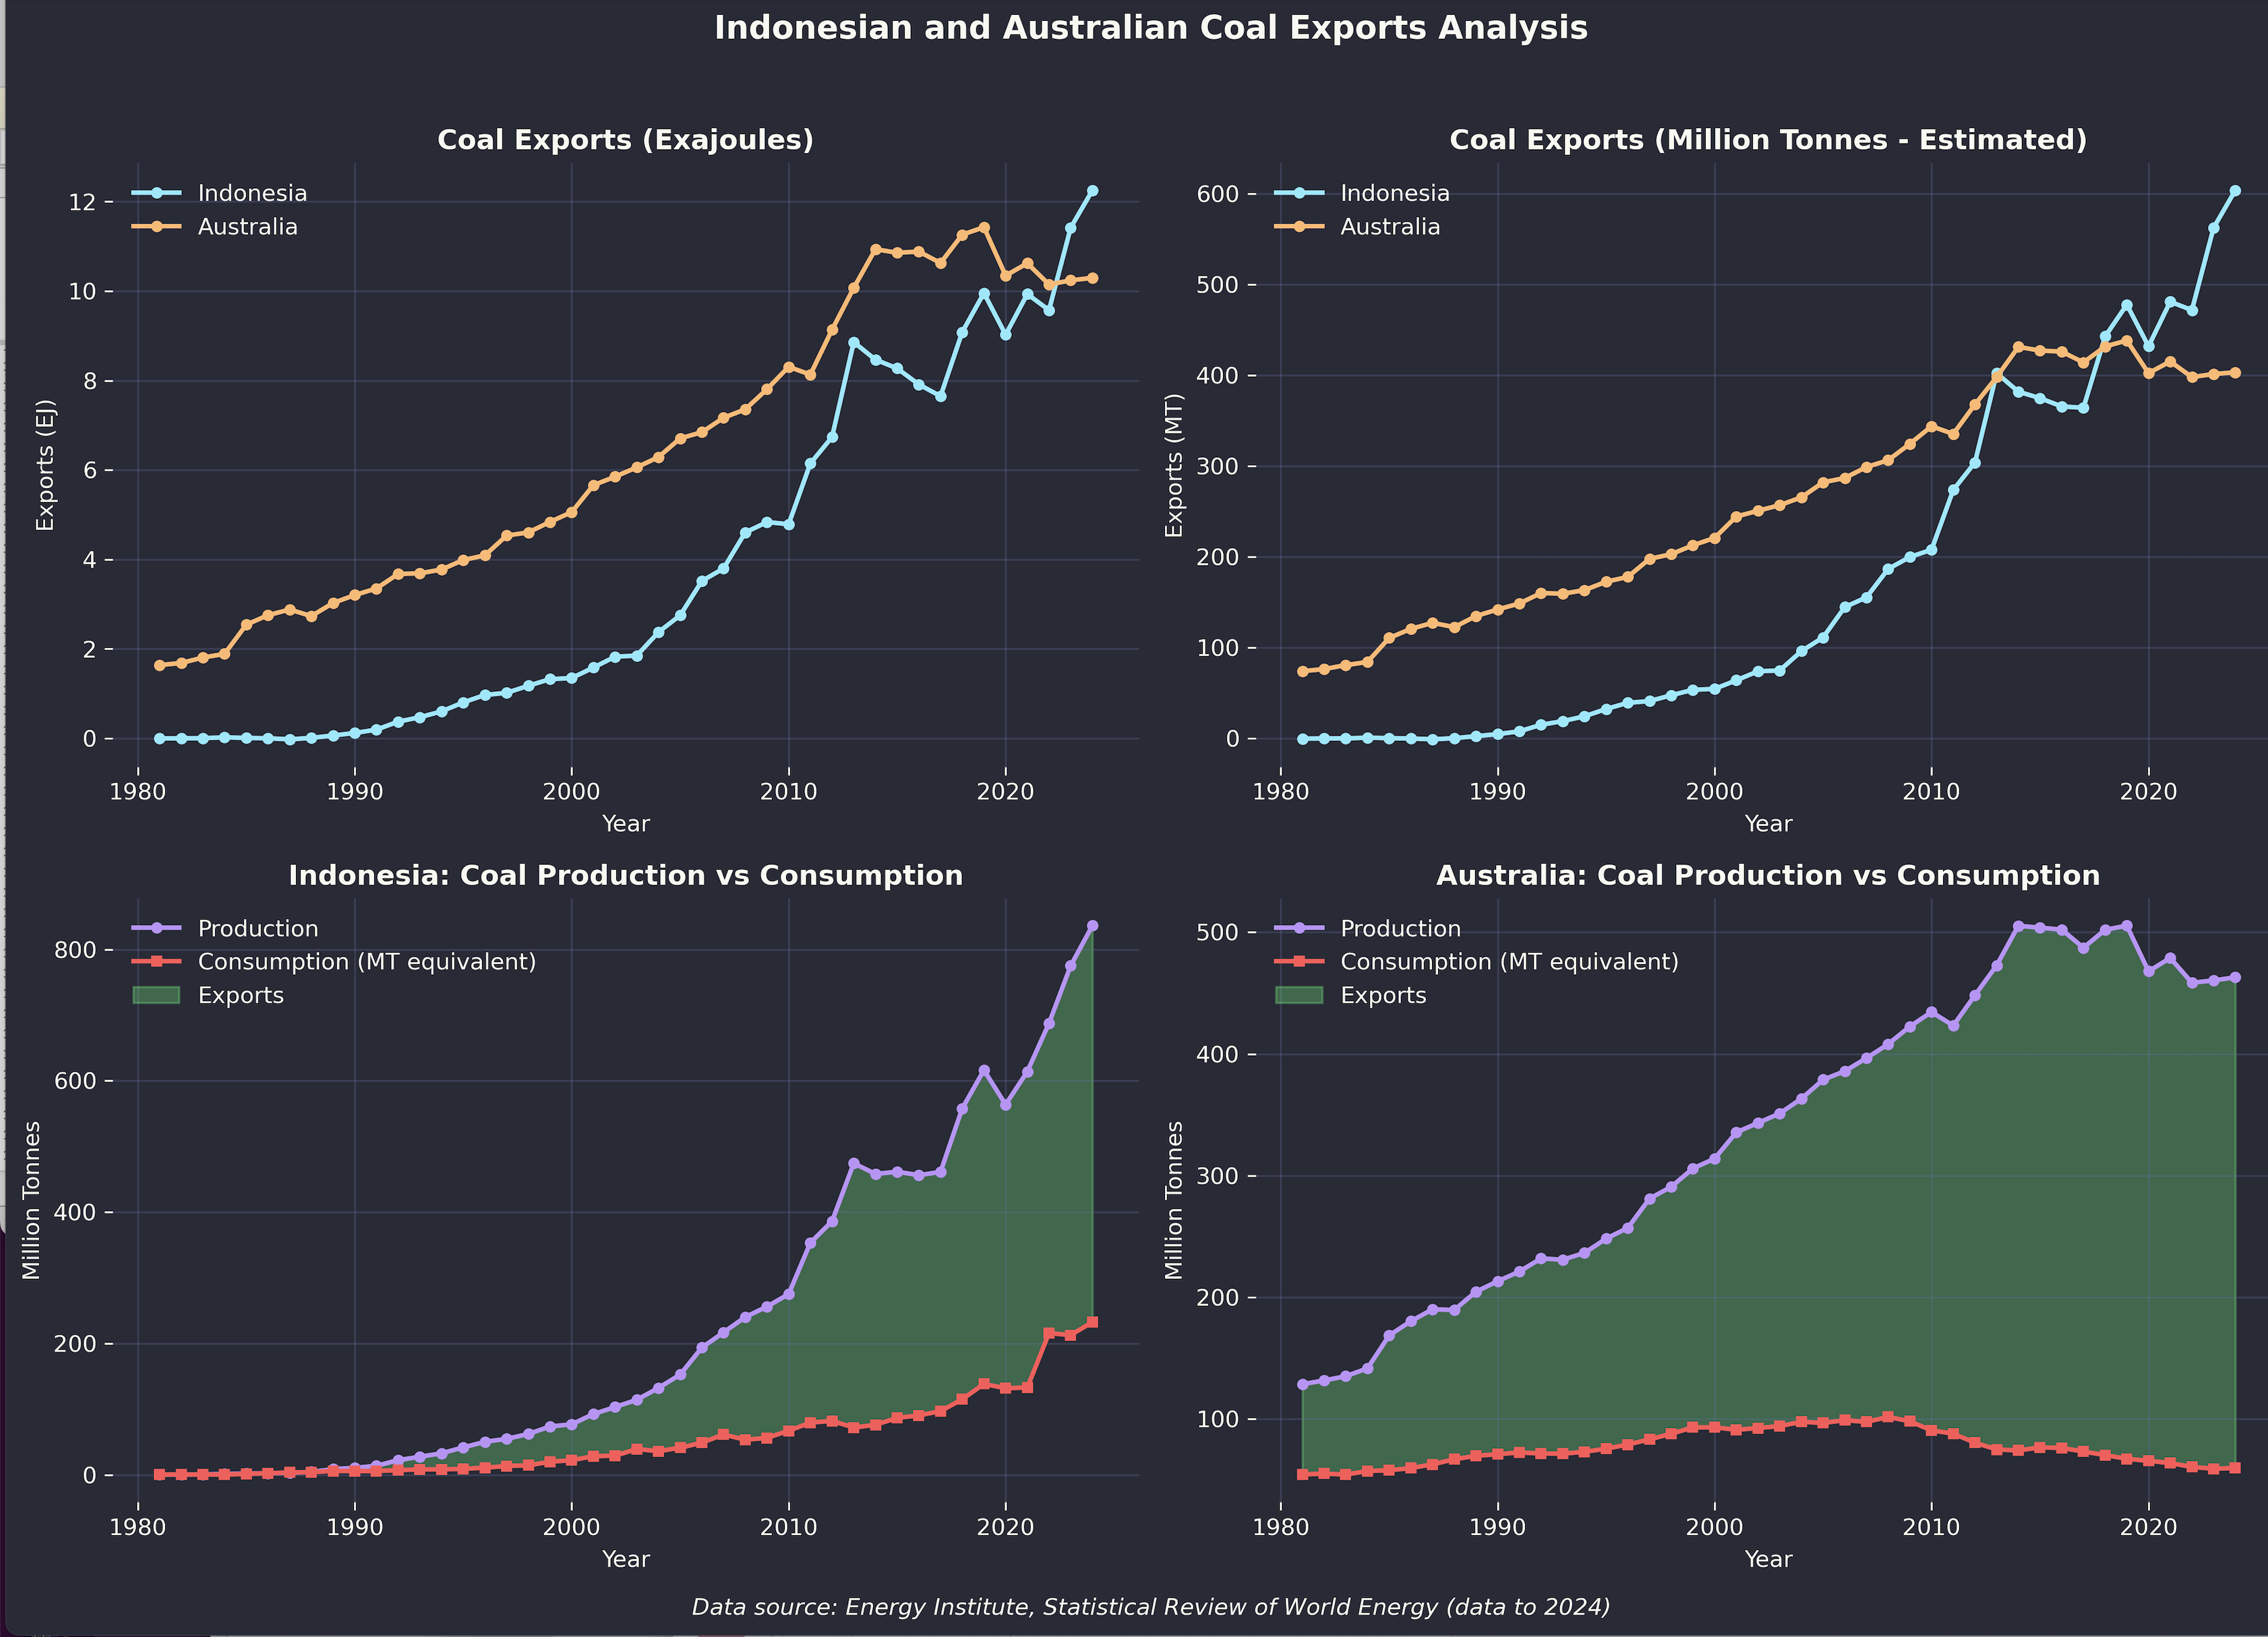 Indonesian and Australian Coal Exports Analysis
Coal Exports (Exajoules)
Indonesia
Australia
12
10
8
6
4
2
0
Exports (EJ)
1980 1990 2000 2010 2020
Year
Coal Exports (Million Tonnes - Estimated)
Indonesia
Australia
600
500
400
300
200
100
0
Exports (MT)
1980 1990 2000 2010 2020
Year
Indonesia: Coal Production vs Consumption
Production
Consumption (MT equivalent)
Exports
800
600
400
200
0
Million Tonnes
1980 1990 2000 2010 2020
Year
Australia: Coal Production vs Consumption
Production
Consumption (MT equivalent)
Exports
500
400
300
200
100
Million Tonnes
1980 1990 2000 2010 2020
Year
Data source: Energy Institute, Statistical Review of World Energy (data to 2024)